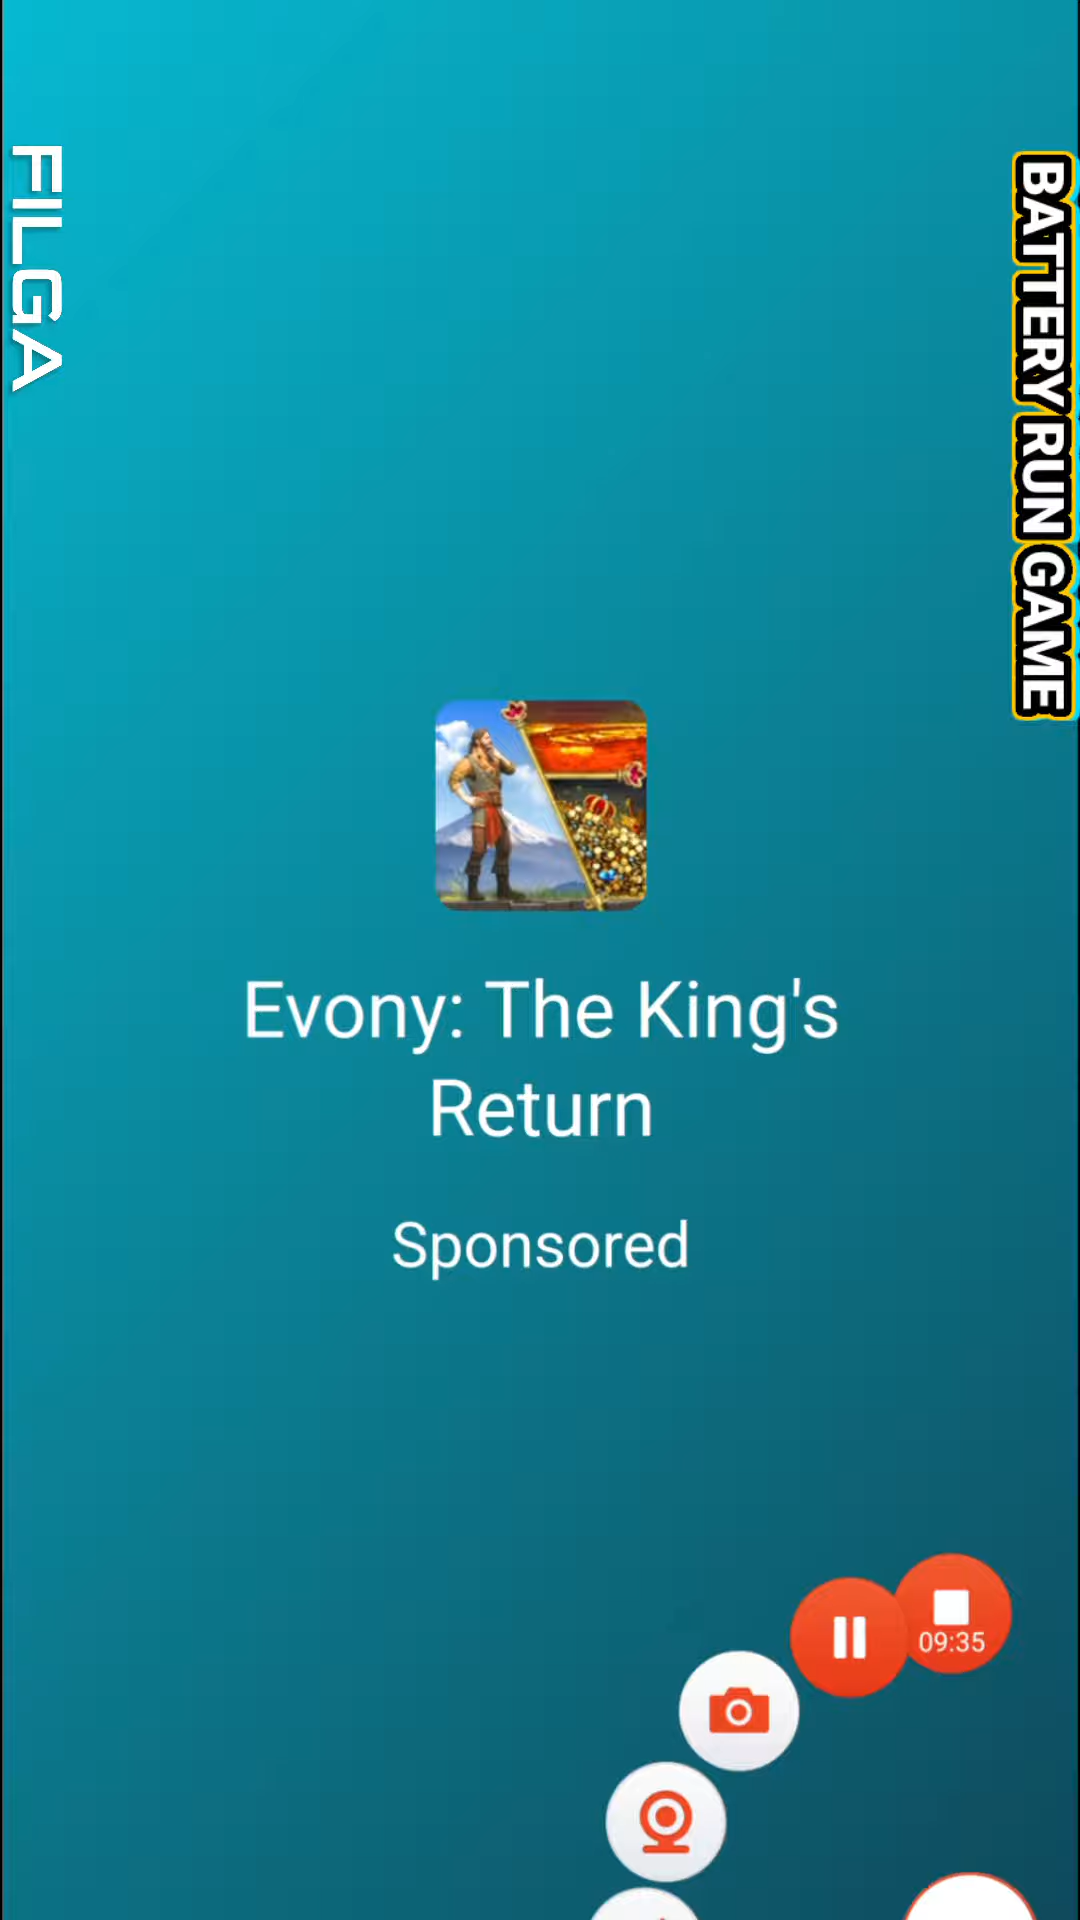 FILGA
BATTERY RUN GAME
Evony: The King's
Return
Sponsored
09:35